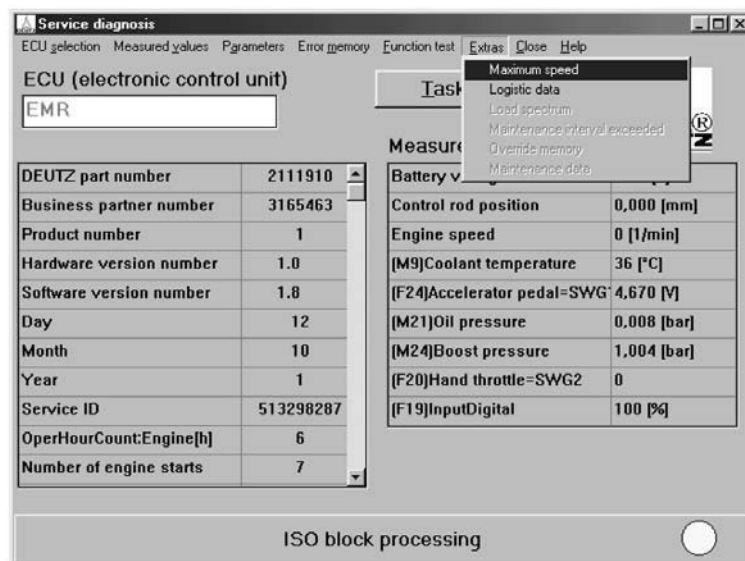 Service diagnosis
ECU selection Measured values Parameters Error memory Function test Extras Close Help
Maximum speed
Logistic data
Load spectrum
Maintenance interval exceeded
Override memory
Maintenance data
ECU (electronic control unit)
EMR
Task
®
Measure
DEUTZ part number 2111910
Business partner number 3165463
Product number 1
Hardware version number 1.0
Software version number 1.8
Day 12
Month 10
Year 1
Service ID 513298287
OperHourCount:Engine[h] 6
Number of engine starts 7
Battery v
Control rod position 0,000 [mm]
Engine speed 0 [1/min]
(M9)Coolant temperature 36 [°C]
(F24)Accelerator pedal=SWG 4,670 [V]
(M21)Oil pressure 0,008 [bar]
(M24)Boost pressure 1,004 [bar]
(F20)Hand throttle=SWG2 0
(F19)InputDigital 100 [%]
ISO block processing